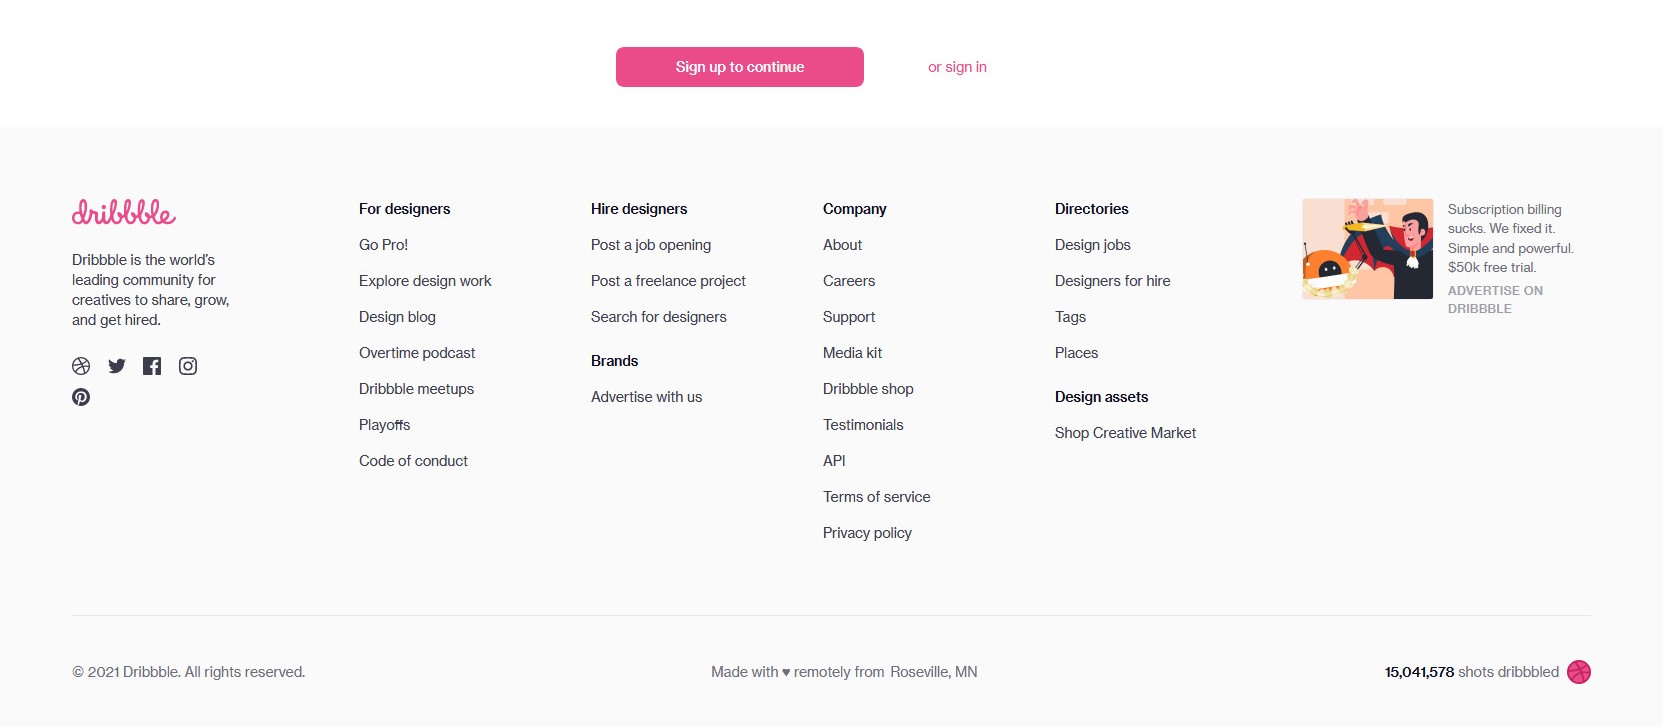 Sign up to continue
or sign in
dribbble
Dribbble is the world's
leading community for
creatives to share, grow,
and get hired.
For designers
Go Pro!
Explore design work
Design blog
Overtime podcast
Dribbble meetups
Playoffs
Code of conduct
Hire designers
Post a job opening
Post a freelance project
Search for designers
Brands
Advertise with us
Company
About
Careers
Support
Media kit
Dribbble shop
Testimonials
API
Terms of service
Privacy policy
Directories
Design jobs
Designers for hire
Tags
Places
Design assets
Shop Creative Market
Subscription billing
sucks. We fixed it.
Simple and powerful.
$50k free trial.
ADVERTISE ON
DRIBBBLE
© 2021 Dribbble. All rights reserved.
Made with ♥ remotely from Roseville, MN
15,041,578 shots dribbbled